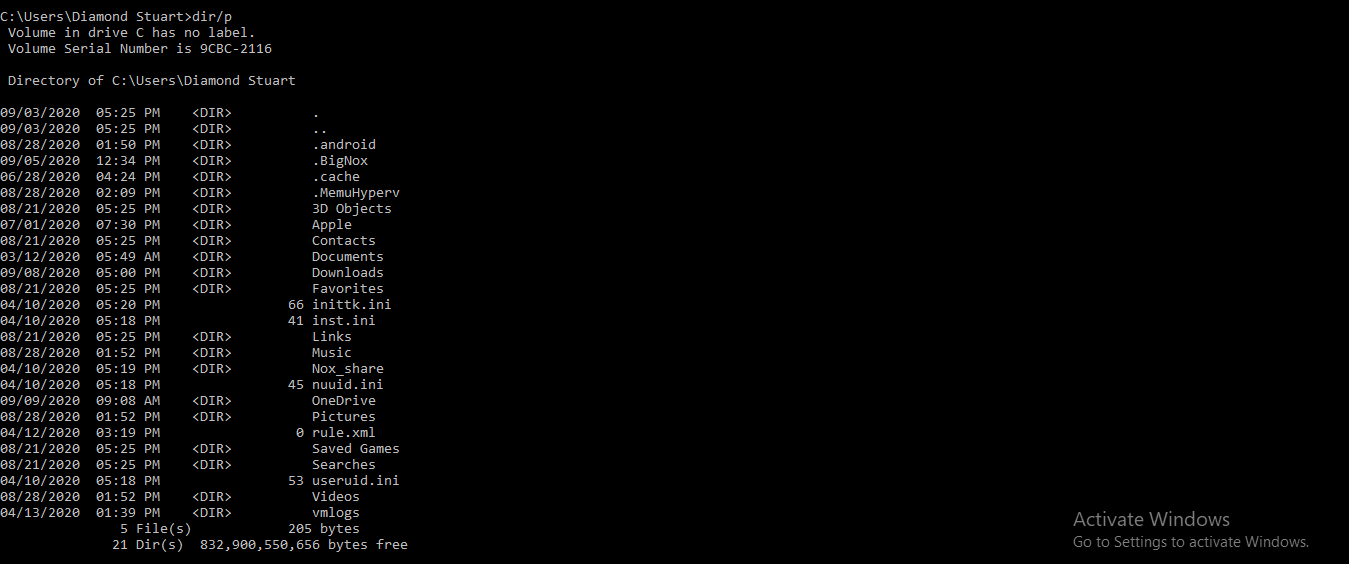 C:\Users\Diamond Stuart>dir/p
 Volume in drive C has no label.
 Volume Serial Number is 9CBC-2116

 Directory of C:\Users\Diamond Stuart

09/03/2020  05:25 PM    <DIR>          .
09/03/2020  05:25 PM    <DIR>          ..
08/28/2020  01:50 PM    <DIR>          .android
09/05/2020  12:34 PM    <DIR>          .BigNox
06/28/2020  04:24 PM    <DIR>          .cache
08/28/2020  02:09 PM    <DIR>          .MemuHyperv
08/21/2020  05:25 PM    <DIR>          3D Objects
07/01/2020  07:30 PM    <DIR>          Apple
08/21/2020  05:25 PM    <DIR>          Contacts
03/12/2020  05:49 AM    <DIR>          Documents
09/08/2020  05:00 PM    <DIR>          Downloads
08/21/2020  05:25 PM    <DIR>          Favorites
04/10/2020  05:20 PM                66 inittk.ini
04/10/2020  05:18 PM                41 inst.ini
08/21/2020  05:25 PM    <DIR>          Links
08/28/2020  01:52 PM    <DIR>          Music
04/10/2020  05:19 PM    <DIR>          Nox_share
04/10/2020  05:18 PM                45 nuuid.ini
09/09/2020  09:08 AM    <DIR>          OneDrive
08/28/2020  01:52 PM    <DIR>          Pictures
04/12/2020  03:19 PM                 0 rule.xml
08/21/2020  05:25 PM    <DIR>          Saved Games
08/21/2020  05:25 PM    <DIR>          Searches
04/10/2020  05:18 PM                53 useruid.ini
08/28/2020  01:52 PM    <DIR>          Videos
04/13/2020  01:39 PM    <DIR>          vmlogs
               5 File(s)            205 bytes
              21 Dir(s)  832,900,550,656 bytes free
Activate Windows
Go to Settings to activate Windows.